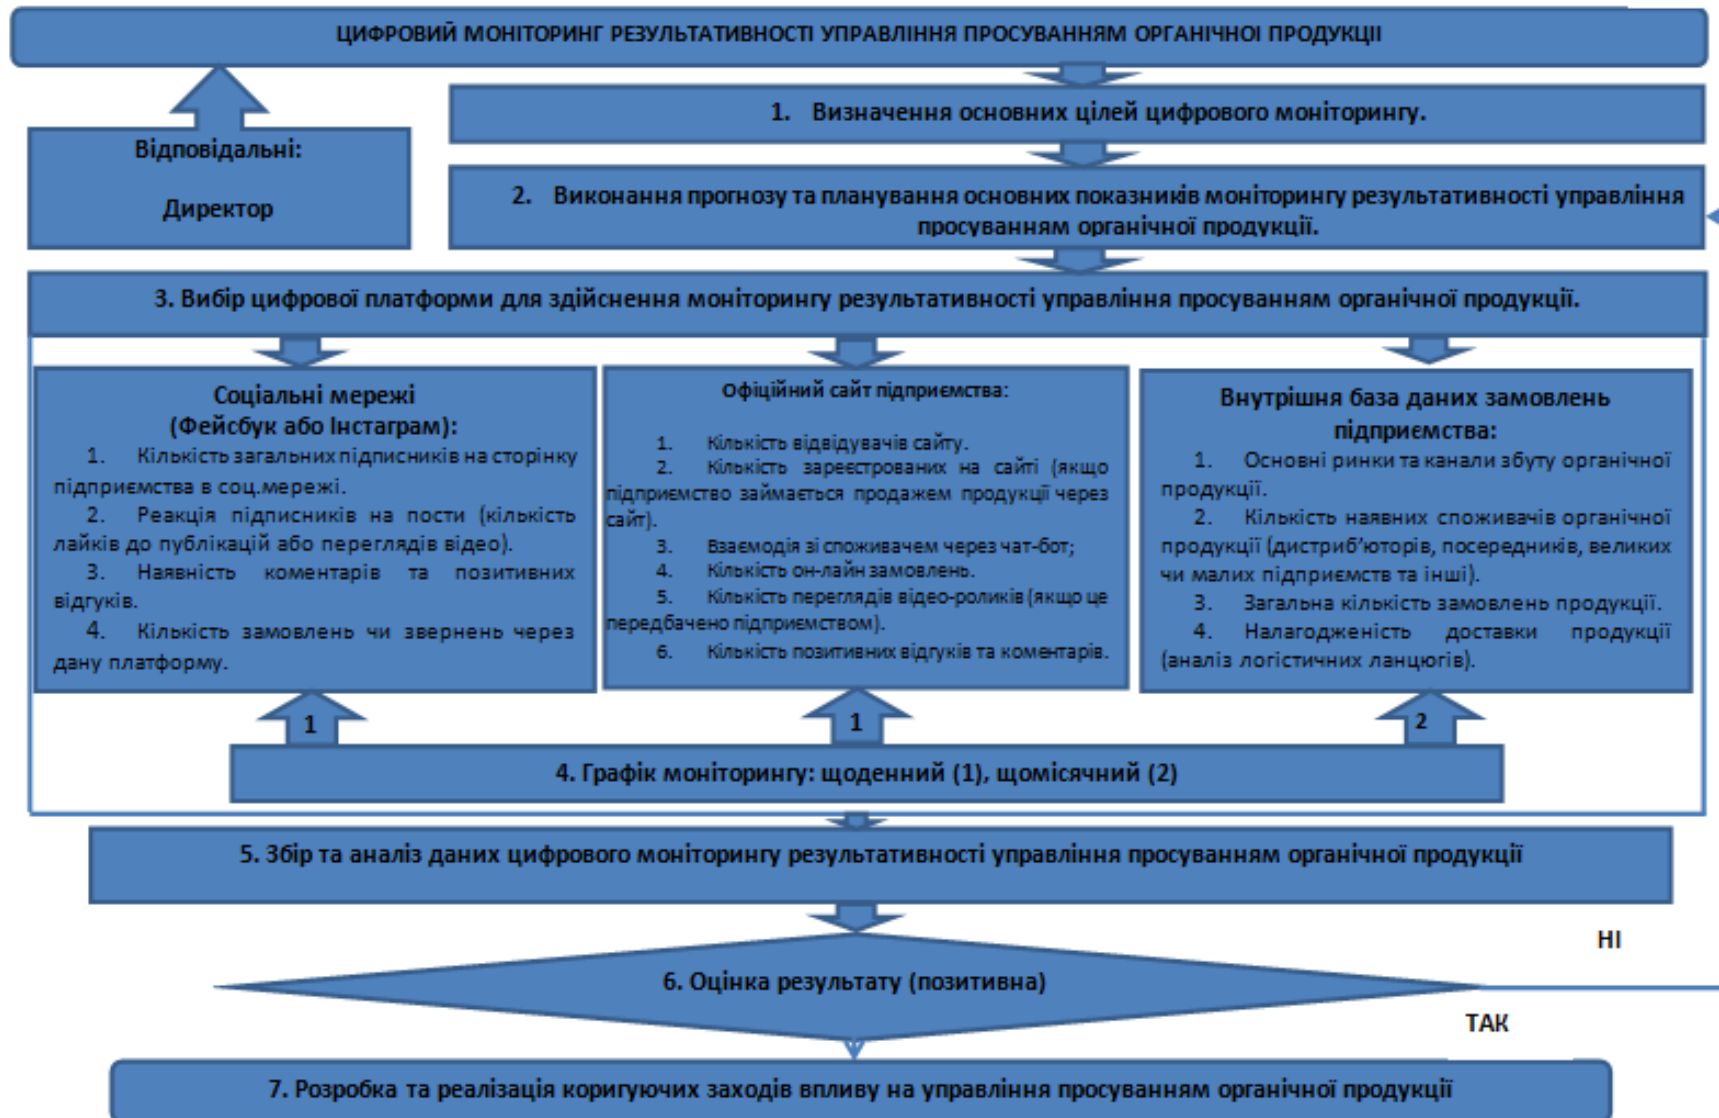 ЦИФРОВИЙ МОНІТОРИНГ РЕЗУЛЬТАТИВНОСТІ УПРАВЛІННЯ ПРОСУВАННЯМ ОРГАНІЧНОЇ ПРОДУКЦІЇ
Відповідальні:
Директор
1. Визначення основних цілей цифрового моніторингу.
2. Виконання прогнозу та планування основних показників моніторингу результативності управління
просуванням органічної продукції.
3. Вибір цифрової платформи для здійснення моніторингу результативності управління просуванням органічної продукції.
Соціальні мережі
(Фейсбук або Інстаграм):
1. Кількість загальних підписників на сторінку
підприємства в соц.мережі.
2. Реакція підписників на пости (кількість
лайків до публікацій або переглядів відео).
3. Наявність коментарів та позитивних
відгуків.
4. Кількість замовлень чи звернень через
дану платформу.
Офіційний сайт підприємства:
1. Кількість відвідувачів сайту.
2. Кількість зареєстрованих на сайті (якщо
підприємство займається продажем продукції через
сайт).
3. Взаємодія зі споживачем через чат-бот;
4. Кількість он-лайн замовлень.
5. Кількість переглядів відео-роликів (якщо це
передбачено підприємством).
6. Кількість позитивних відгуків та коментарів.
Внутрішня база даних замовлень
підприємства:
1. Основні ринки та канали збуту органічної
продукції.
2. Кількість наявних споживачів органічної
продукції (дистриб’юторів, посередників, великих
чи малих підприємств та інші).
3. Загальна кількість замовлень продукції.
4. Налагодженість доставки продукції
(аналіз логістичних ланцюгів).
1
1
2
4. Графік моніторингу: щоденний (1), щомісячний (2)
5. Збір та аналіз даних цифрового моніторингу результативності управління просуванням органічної продукції
НІ
6. Оцінка результату (позитивна)
ТАК
7. Розробка та реалізація коригуючих заходів впливу на управління просуванням органічної продукції